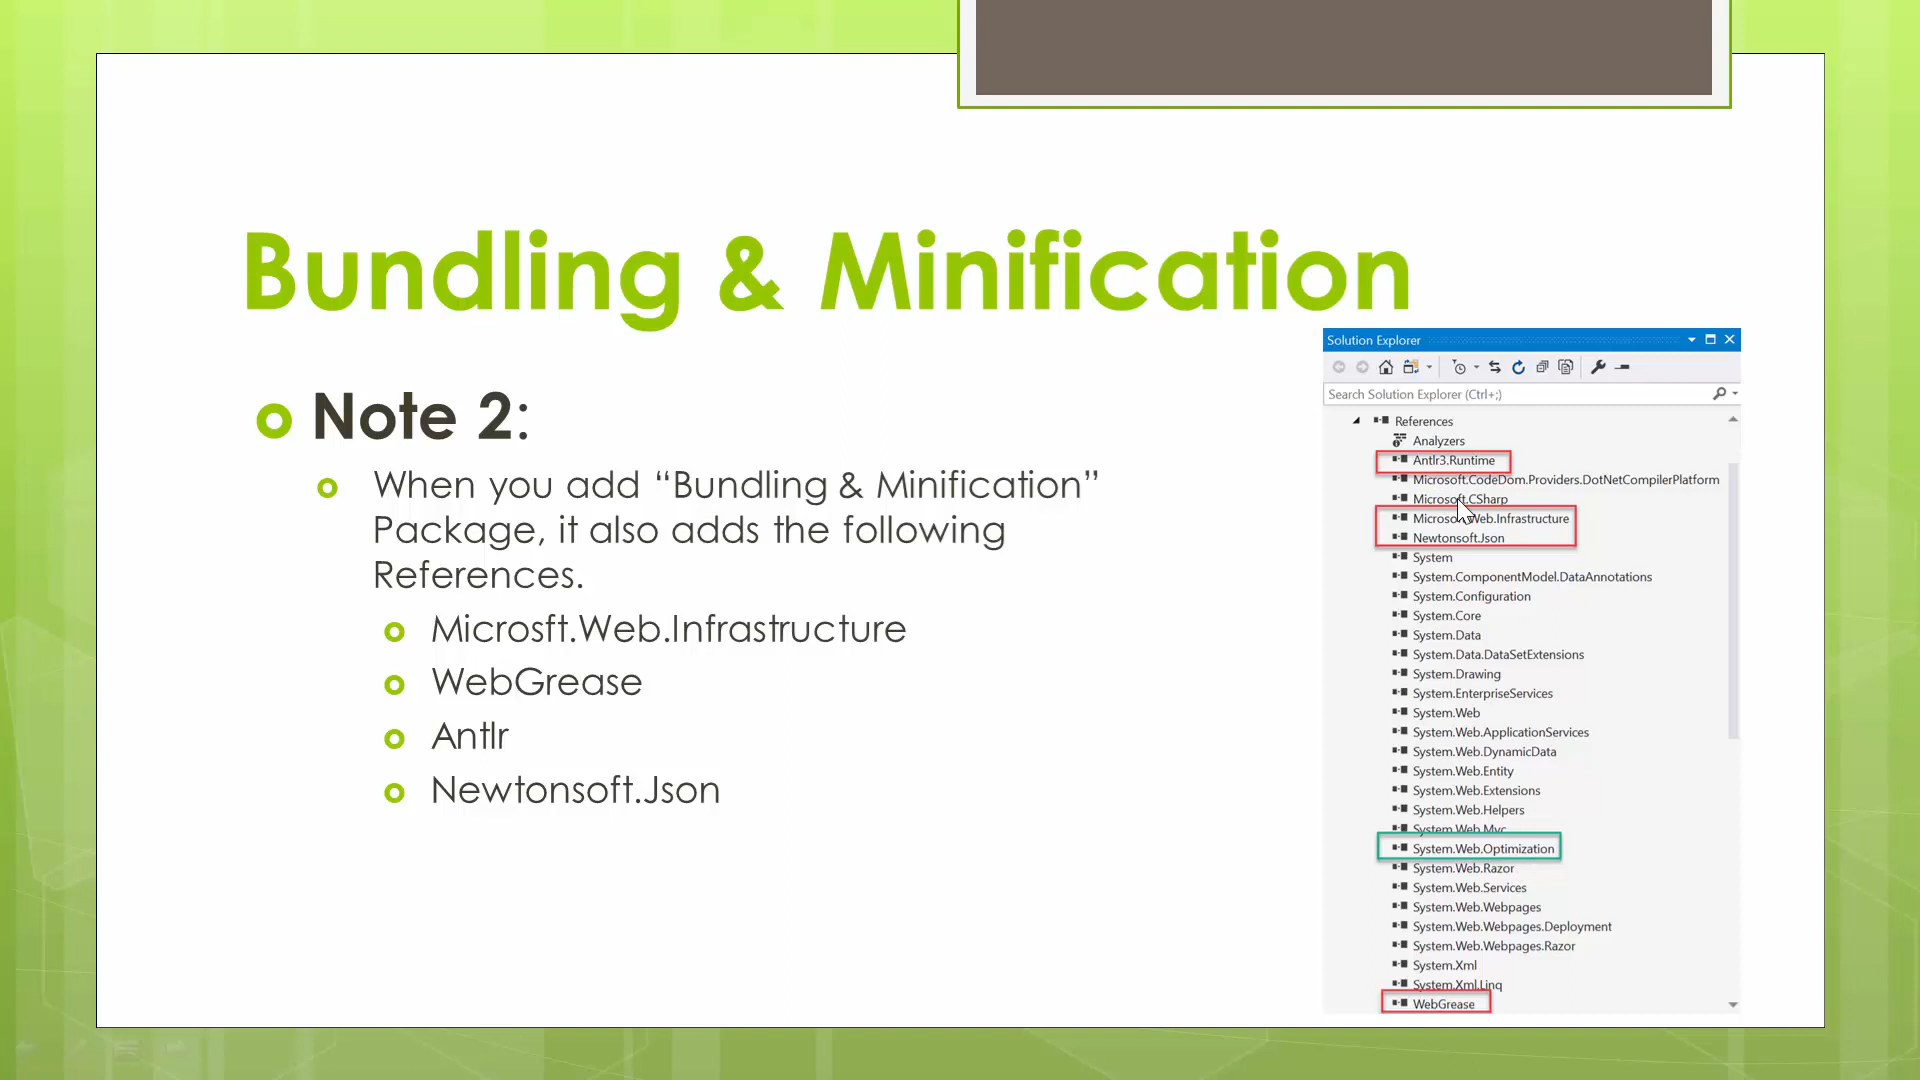 Bundling & Minification
Note 2:
When you add “Bundling & Minification”
Package, it also adds the following
References.
Microsft.Web.Infrastructure
WebGrease
Antlr
Newtonsoft.Json
Solution Explorer
Search Solution Explorer (Ctrl+;)
References
Analyzers
Antlr3.Runtime
Microsoft.CodeDom.Providers.DotNetCompilerPlatform
Microsoft.CSharp
Microsoft.Web.Infrastructure
Newtonsoft.Json
System
System.ComponentModel.DataAnnotations
System.Configuration
System.Core
System.Data
System.Data.DataSetExtensions
System.Drawing
System.EnterpriseServices
System.Web
System.Web.ApplicationServices
System.Web.DynamicData
System.Web.Entity
System.Web.Extensions
System.Web.Helpers
System.Web.Mvc
System.Web.Optimization
System.Web.Razor
System.Web.Services
System.Web.Webpages
System.Web.Webpages.Deployment
System.Web.Webpages.Razor
System.Xml
System.Xml.Linq
WebGrease